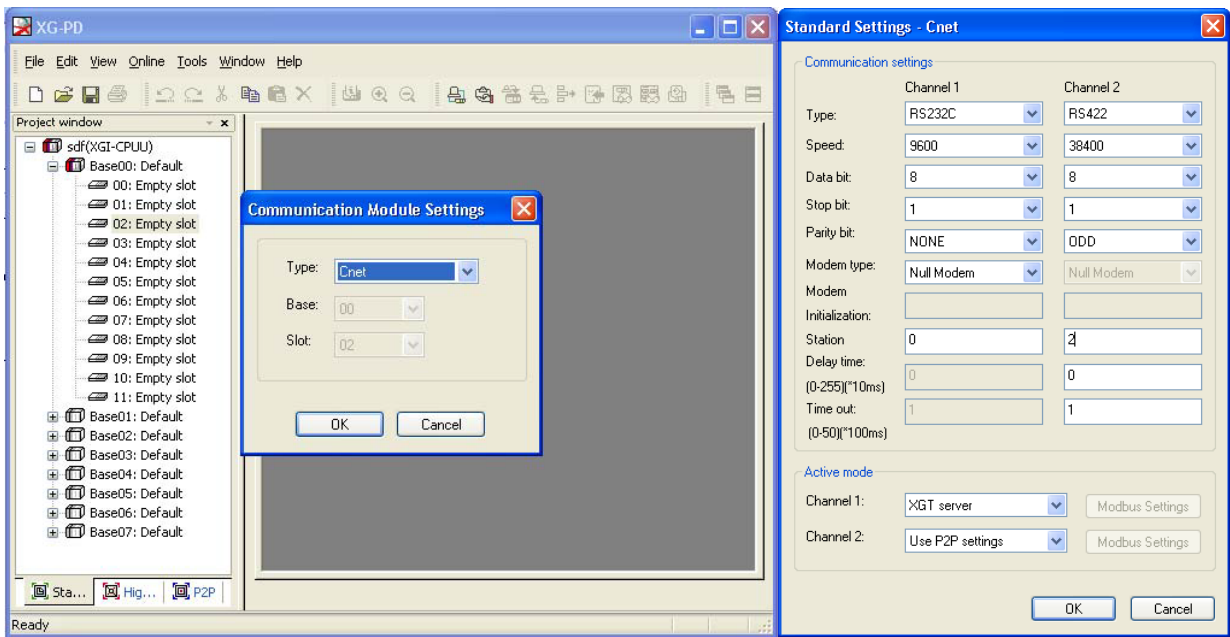 XG-PD
File Edit View Online Tools Window Help
Project window
sdf(XGI-CPUU)
Base00: Default
00: Empty slot
01: Empty slot
02: Empty slot
03: Empty slot
04: Empty slot
05: Empty slot
06: Empty slot
07: Empty slot
08: Empty slot
09: Empty slot
10: Empty slot
11: Empty slot
Base01: Default
Base02: Default
Base03: Default
Base04: Default
Base05: Default
Base06: Default
Base07: Default
Sta... Hig... P2P
Ready
Communication Module Settings
Type: Cnet
Base: 00
Slot: 02
OK Cancel
Standard Settings - Cnet
Communication settings
Channel 1 Channel 2
Type: RS232C RS422
Speed: 9600 38400
Data bit: 8 8
Stop bit: 1 1
Parity bit: NONE ODD
Modem type: Null Modem Null Modem
Modem
Initialization:
Station 0 2
Delay time:
(0-255)(*10ms) 0 0
Time out: 1 1
(0-50)(*100ms)
Active mode
Channel 1: XGT server Modbus Settings
Channel 2: Use P2P settings Modbus Settings
OK Cancel